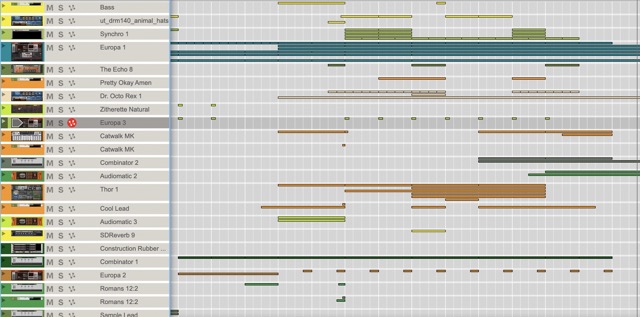 M S Bass
M S ut_drm140_animal_hats
M S Synchro 1
M S Europa 1
M S The Echo 8
M S Pretty Okay Amen
M S Dr. Octo Rex 1
M S Zitherette Natural
M S Europa 3
M S Catwalk MK
M S Catwalk MK
M S Combinator 2
M S Audiomatic 2
M S Thor 1
M S Cool Lead
M S Audiomatic 3
M S SDReverb 9
M S Construction Rubber ...
M S Combinator 1
M S Europa 2
M S Romans 12:2
M S Romans 12:2
M S Sample Lead